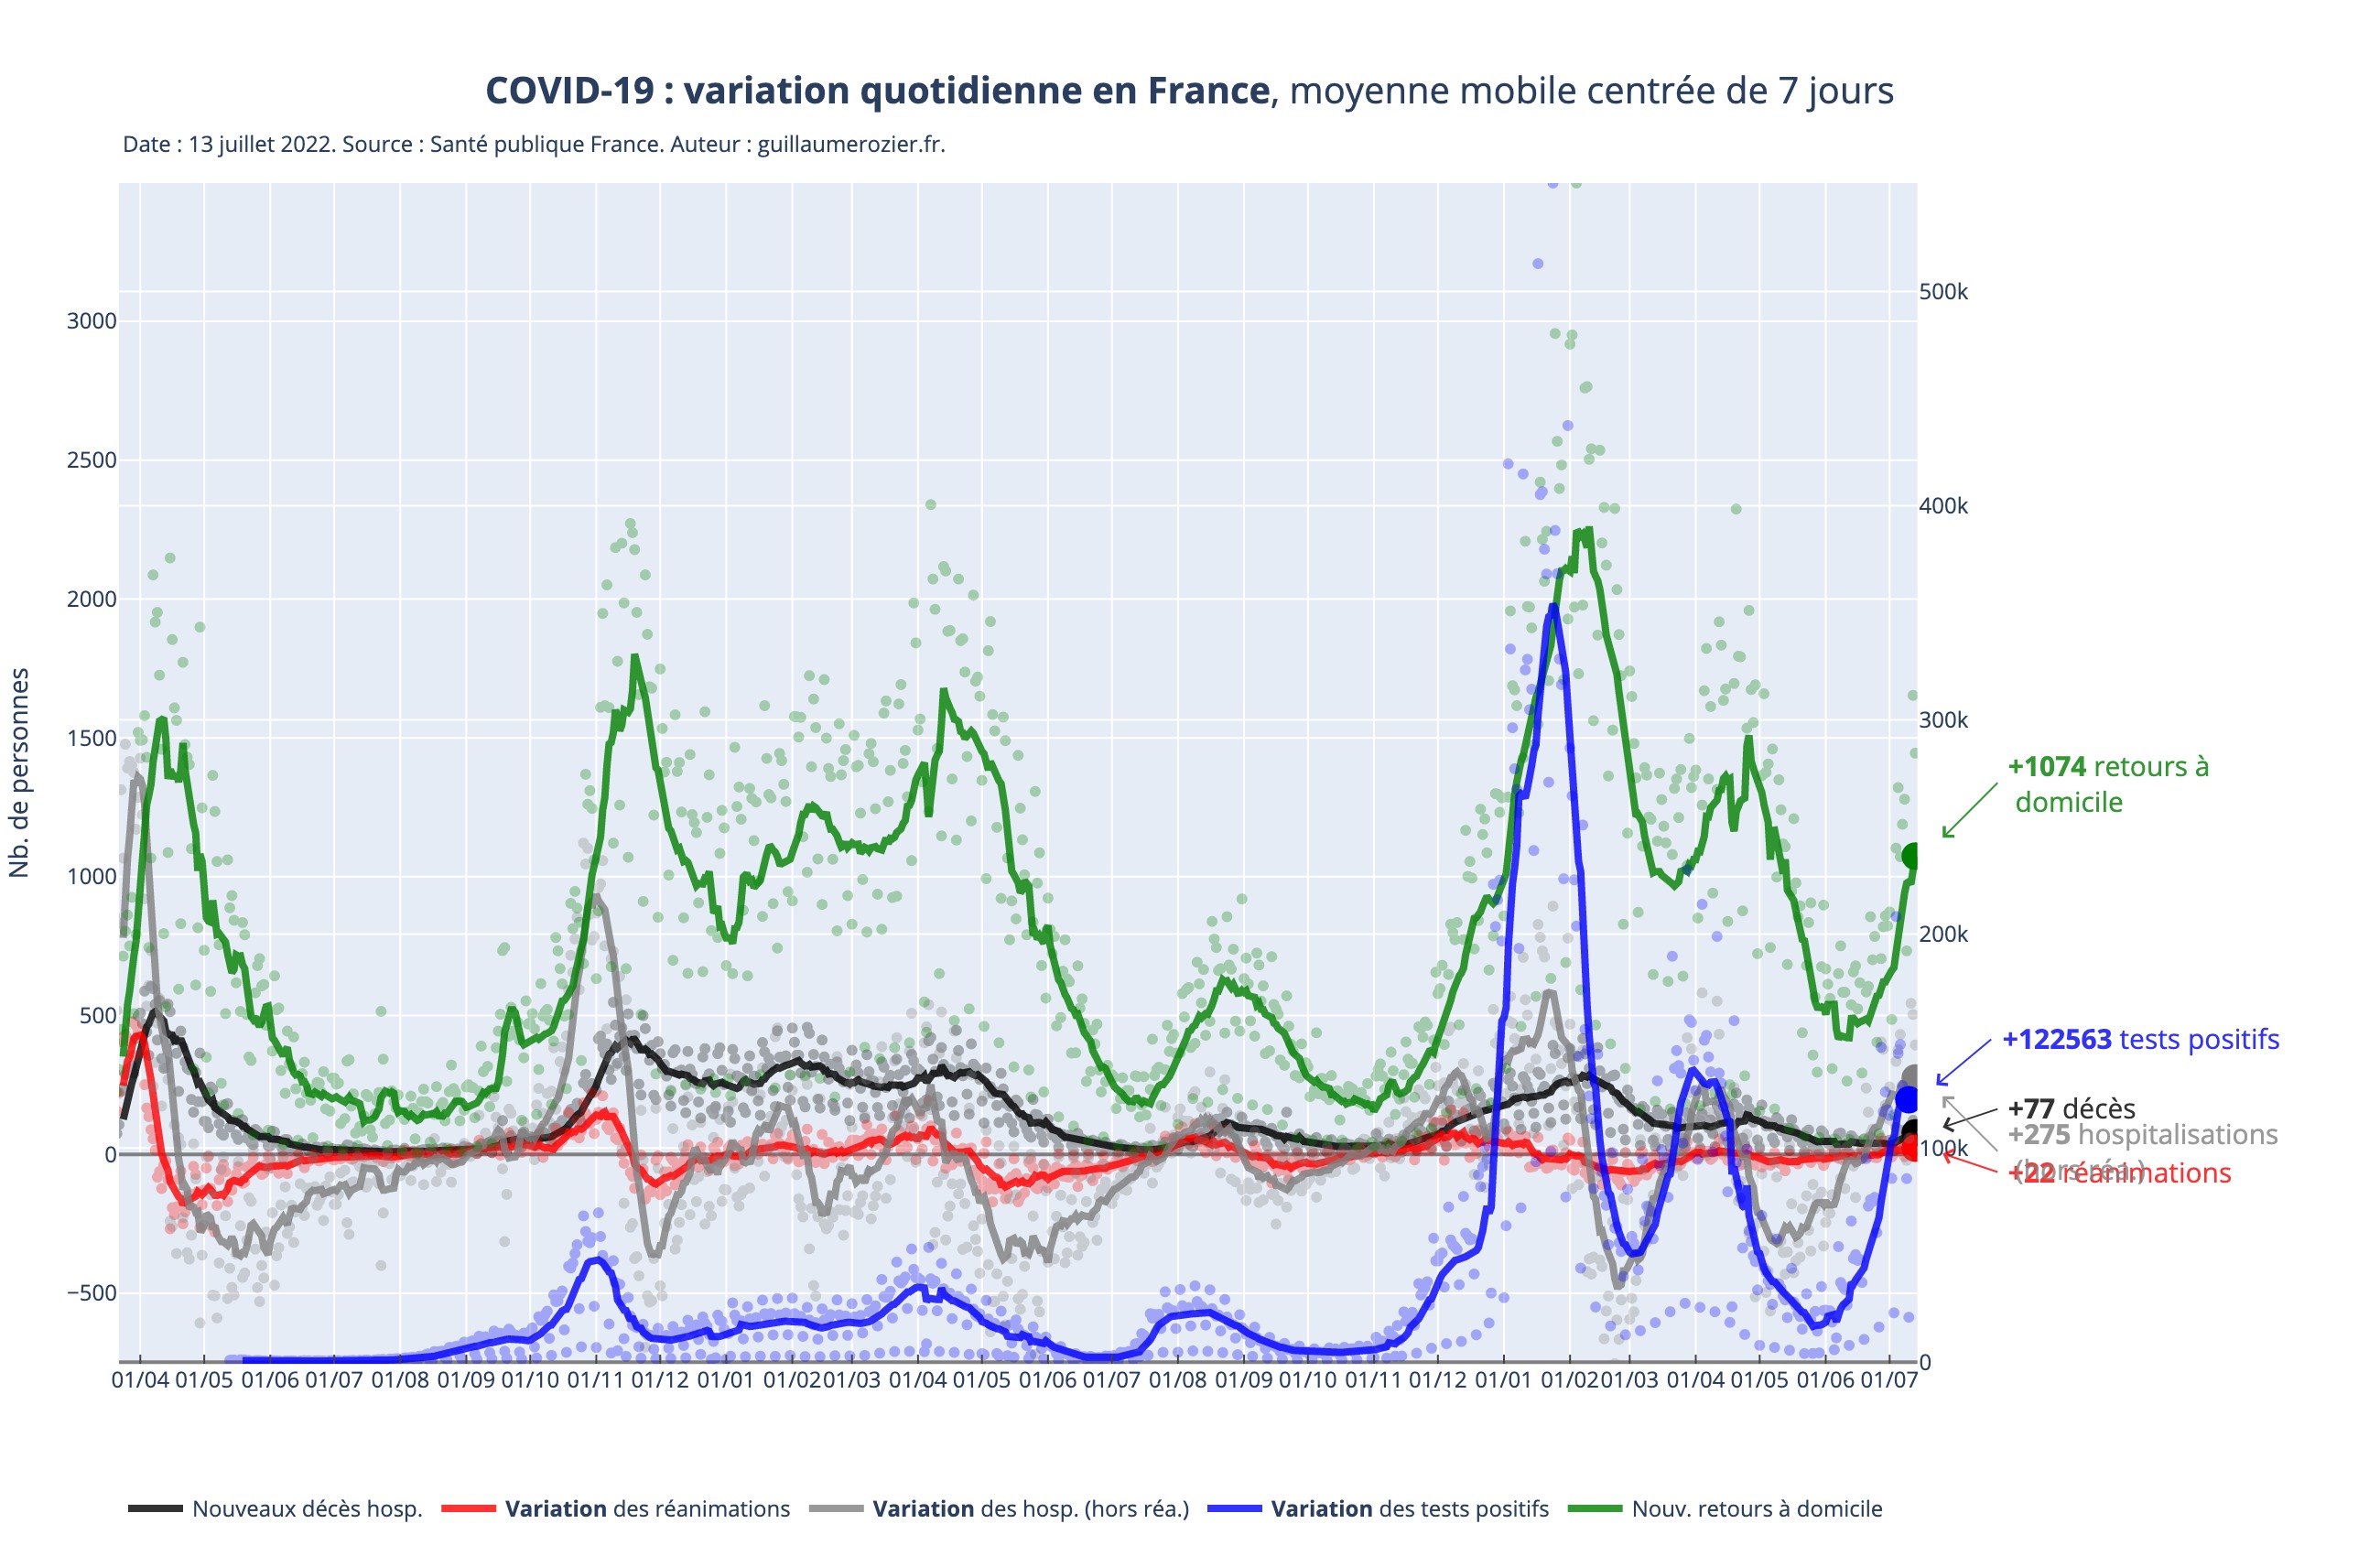 COVID-19 : variation quotidienne en France, moyenne mobile centrée de 7 jours
Date : 13 juillet 2022. Source : Santé publique France. Auteur : guillaumerozier.fr.
Nb. de personnes
3000
2500
2000
1500
1000
500
0
−500
500k
400k
300k
200k
100k
0
+1074 retours à
domicile
+122563 tests positifs
+77 décès
+275 hospitalisations
(hors réa.)
+22 réanimations
01/04 01/05 01/06 01/07 01/08 01/09 01/10 01/11 01/12 01/01 01/02 01/03 01/04 01/05 01/06 01/07 01/08 01/09 01/10 01/11 01/12 01/01 01/02 01/03 01/04 01/05 01/06 01/07
Nouveaux décès hosp. Variation des réanimations Variation des hosp. (hors réa.) Variation des tests positifs Nouv. retours à domicile